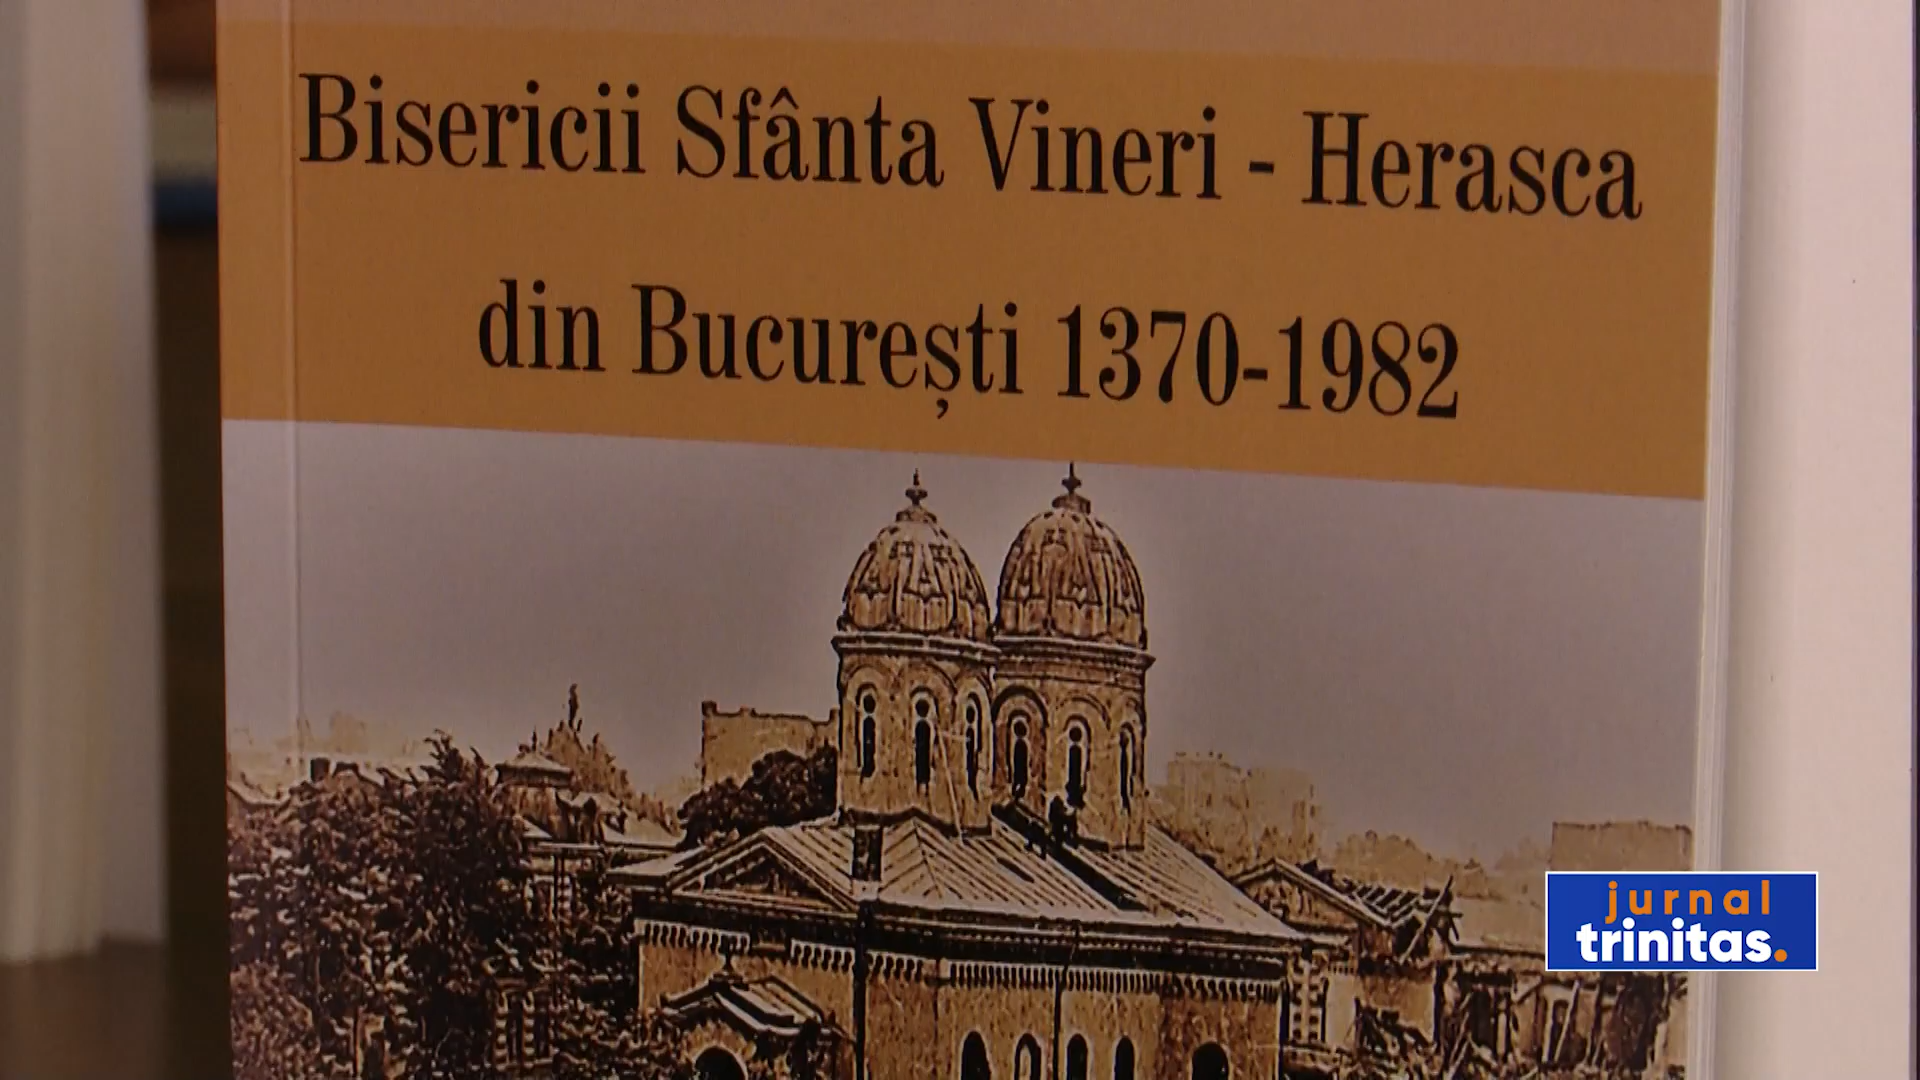 Bisericii Sfânta Vineri - Herasca
din București 1370-1982
jurnal
trinitas.